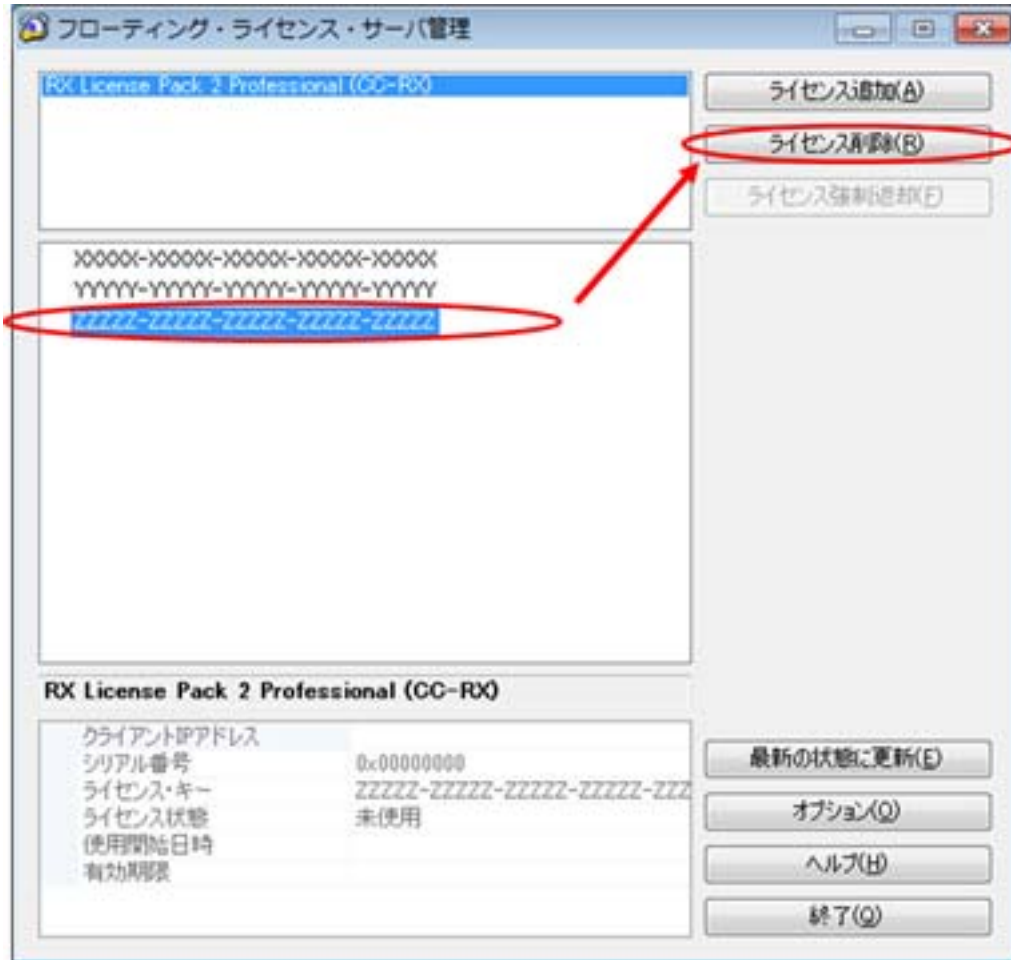 フローティング・ライセンス・サーバ管理
RX License Pack 2 Professional (CC-RX)
ライセンス追加(A)
ライセンス削除(R)
ライセンス強制返却(F)
XXXXX-XXXXX-XXXXX-XXXXX-XXXXX
YYYYY-YYYYY-YYYYY-YYYYY-YYYYY
ZZZZZ-ZZZZZ-ZZZZZ-ZZZZZ-ZZZZZ
RX License Pack 2 Professional (CC-RX)
クライアントIPアドレス
シリアル番号 0x00000000
ライセンス・キー ZZZZZ-ZZZZZ-ZZZZZ-ZZZZZ-ZZZ
ライセンス状態 未使用
使用開始日時
有効期限
最新の状態に更新(E)
オプション(O)
ヘルプ(H)
終了(Q)